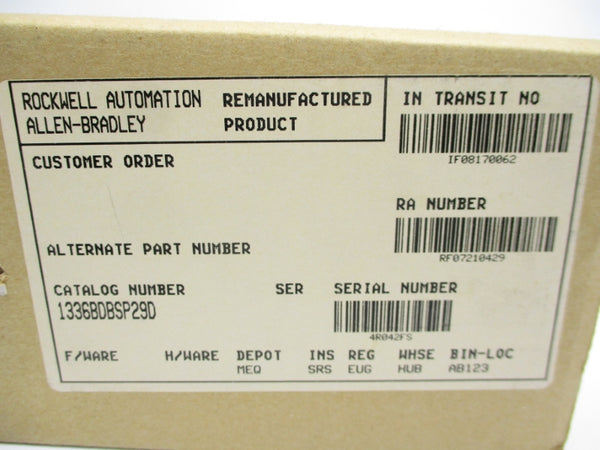 ROCKWELL AUTOMATION REMANUFACTURED
ALLEN-BRADLEY PRODUCT
IN TRANSIT NO
IF08170062
CUSTOMER ORDER
RA NUMBER
RF07210429
ALTERNATE PART NUMBER
CATALOG NUMBER SER SERIAL NUMBER
1336BDBSP29D
4R042FS
F/WARE H/WARE DEPOT INS REG WHSE BIN-LOC
MEQ SRS EUG HUB AB123